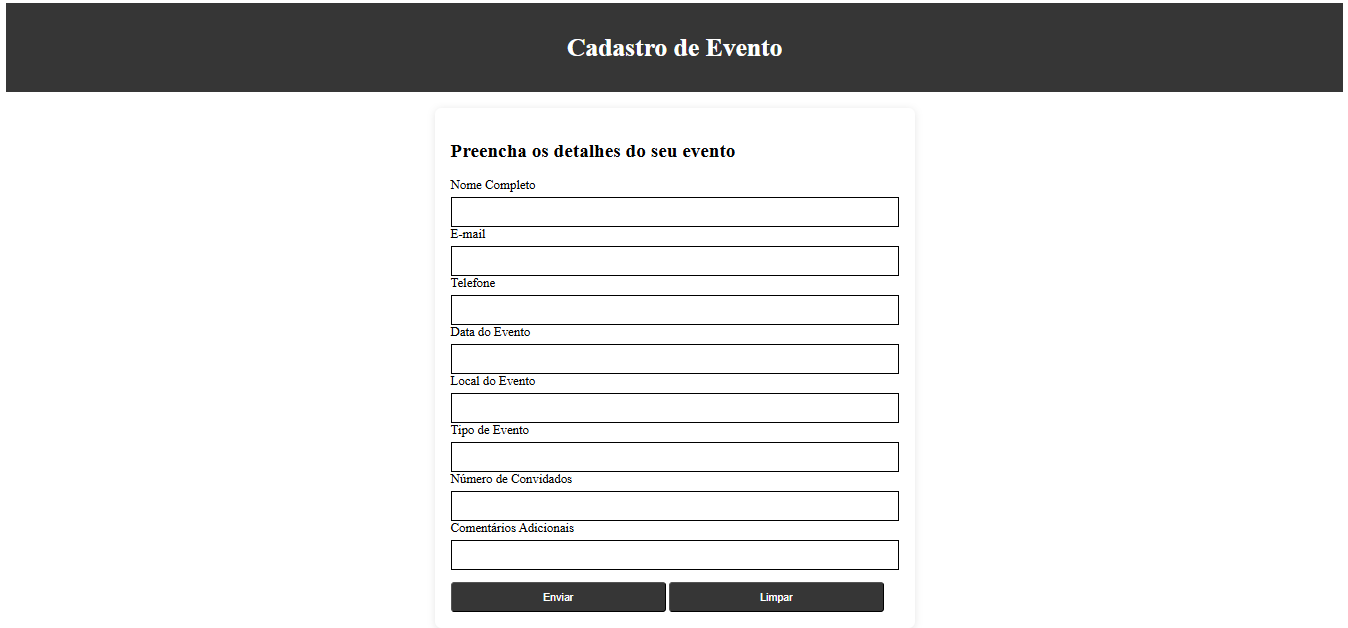 Cadastro de Evento
Preencha os detalhes do seu evento
Nome Completo
E-mail
Telefone
Data do Evento
Local do Evento
Tipo de Evento
Número de Convidados
Comentários Adicionais
Enviar Limpar